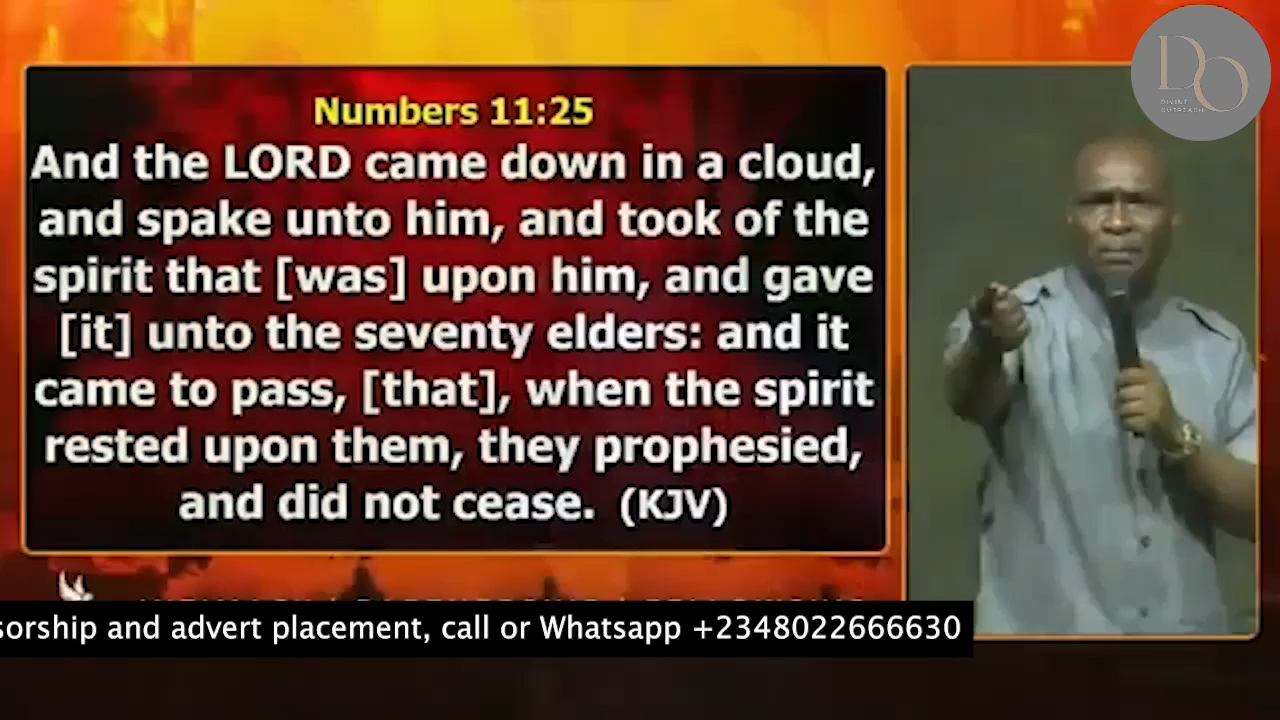 Numbers 11:25
And the LORD came down in a cloud,
and spake unto him, and took of the
spirit that [was] upon him, and gave
[it] unto the seventy elders: and it
came to pass, [that], when the spirit
rested upon them, they prophesied,
and did not cease. (KJV)
DO
DIVINE
OUTREACH
sorship and advert placement, call or Whatsapp +2348022666630